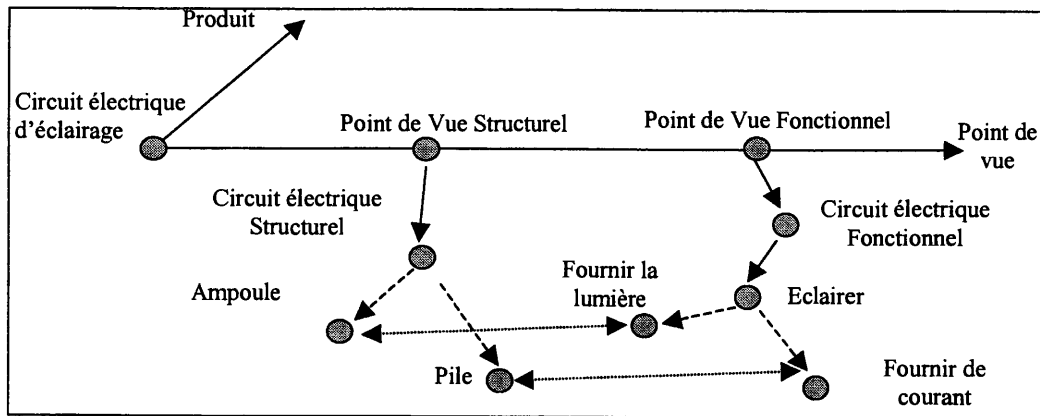 Produit
Circuit électrique
d'éclairage
Point de Vue Structurel
Point de Vue Fonctionnel
Point de
vue
Circuit électrique
Structurel
Circuit électrique
Fonctionnel
Ampoule
Fournir la
lumière
Eclairer
Pile
Fournir de
courant